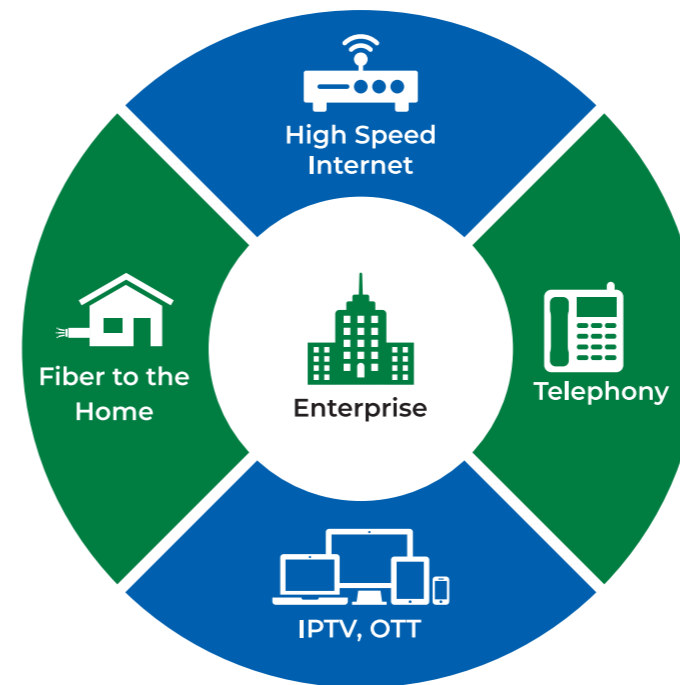 High Speed
Internet
Fiber to the
Home
Enterprise
Telephony
IPTV, OTT